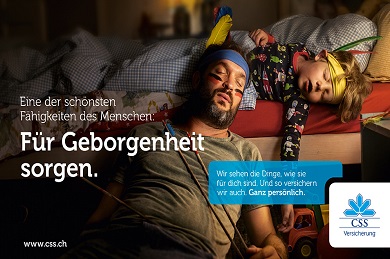 Eine der schönsten
Fähigkeiten des Menschen:
Für Geborgenheit
sorgen.
Wir sehen die Dinge, wie sie
für dich sind. Und so versichern
wir auch. Ganz persönlich.
CSS
Versicherung
www.css.ch